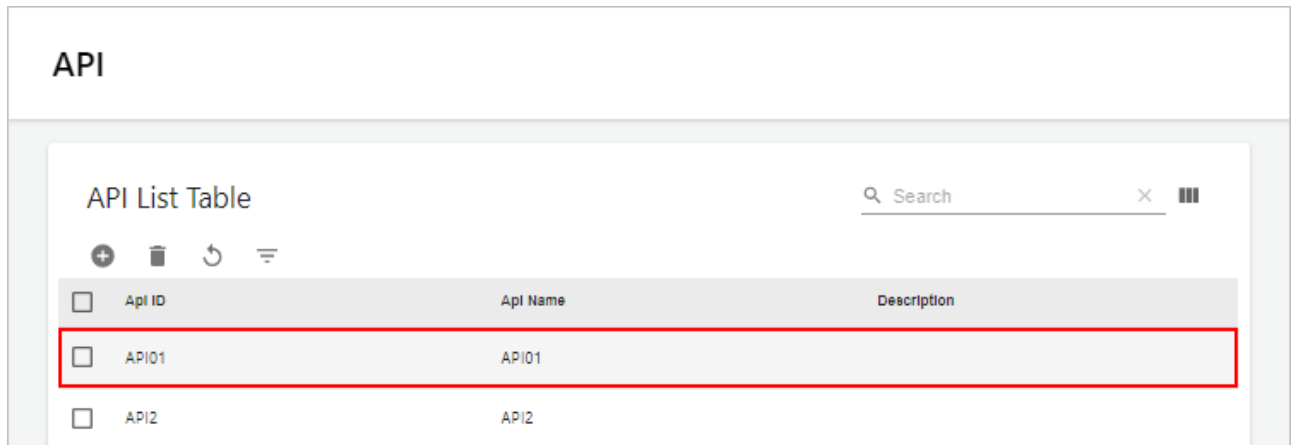 API
API List Table
Search
Api ID Api Name Description
API01 API01
API2 API2